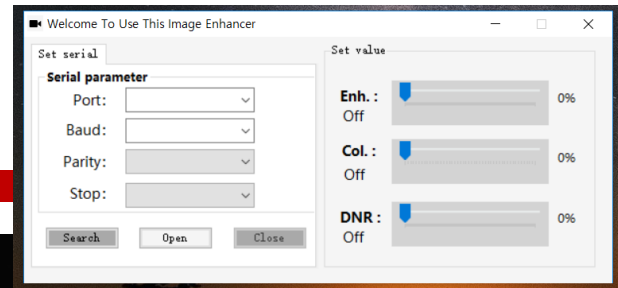 Welcome To Use This Image Enhancer
Set serial
Serial parameter
Port:
Baud:
Parity:
Stop:
Search Open Close
Set value
Enh. :
Off
0%
Col. :
Off
0%
DNR :
Off
0%